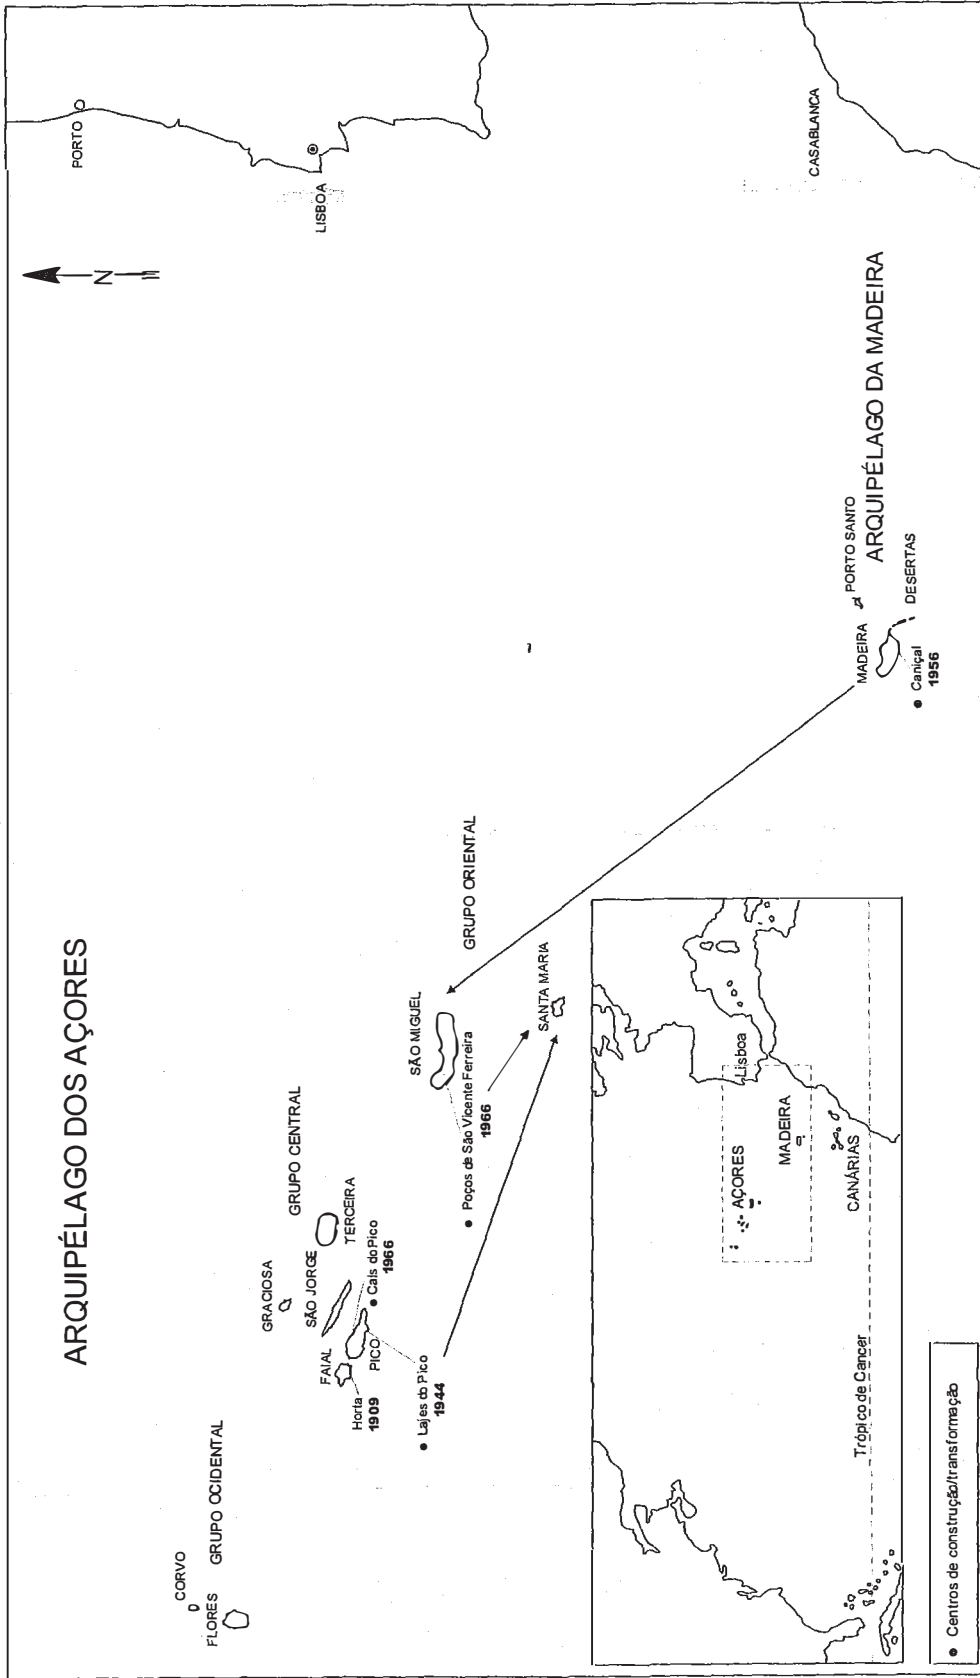 ARQUIPÉLAGO DOS AÇORES
CORVO
FLORES
GRUPO OCIDENTAL
GRACIOSA
GRUPO CENTRAL
SÃO JORGE
TERCEIRA
FAIAL
PICO
Horta
1909
Cais do Pico
1966
Lajes do Pico
1944
SÃO MIGUEL
GRUPO ORIENTAL
Poços de São Vicente Ferreira
1966
SANTA MARIA
N
PORTO
LISBOA
CASABLANCA
MADEIRA
PORTO SANTO
ARQUIPÉLAGO DA MADEIRA
DESERTAS
Caniçal
1956
Lisboa
AÇORES
MADEIRA
CANÁRIAS
Trópico de Cancer
Centros de construção/transformação